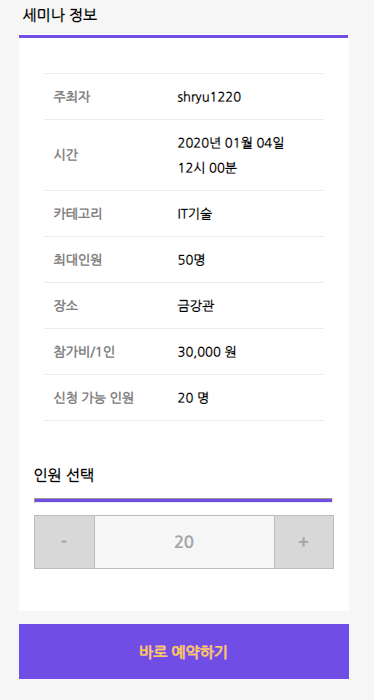 세미나 정보
주최자 shryu1220
시간 2020년 01월 04일
12시 00분
카테고리 IT기술
최대인원 50명
장소 금강관
참가비/1인 30,000 원
신청 가능 인원 20 명
인원 선택
- 20 +
바로 예약하기